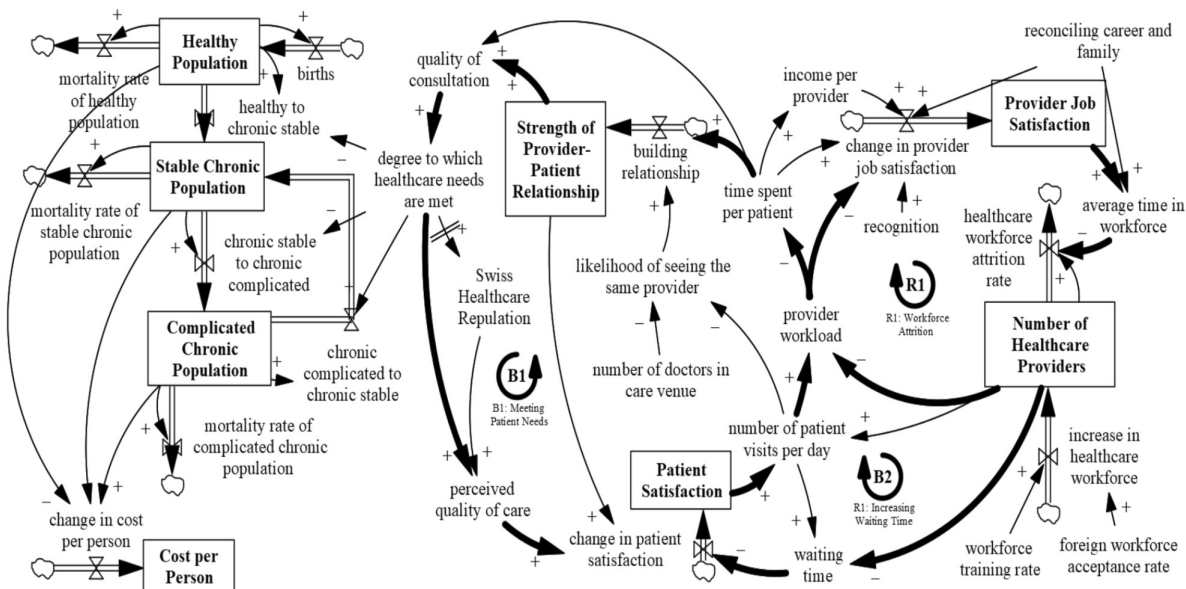 Healthy
Population
mortality rate
of healthy
population
births
healthy to
chronic stable
Stable Chronic
Population
mortality rate of
stable chronic
population
chronic stable
to chronic
complicated
Complicated
Chronic
Population
chronic
complicated to
chronic stable
mortality rate of
complicated chronic
population
change in cost
per person
Cost per
Person
quality of
consultation
degree to which
healthcare needs
are met
Swiss
Healthcare
Reputation
B1
B1: Meeting
Patient Needs
perceived
quality of care
Strength of
Provider-
Patient
Relationship
building
relationship
likelihood of seeing the
same provider
number of doctors in
care venue
change in patient
satisfaction
Patient
Satisfaction
time spent
per patient
income per
provider
provider
workload
number of patient
visits per day
B2
R1: Increasing
Waiting Time
waiting
time
reconciling career and
family
Provider Job
Satisfaction
change in provider
job satisfaction
recognition
R1
R1: Workforce
Attrition
healthcare
workforce
attrition
rate
average time in
workforce
Number of
Healthcare
Providers
increase in
healthcare
workforce
workforce
training rate
foreign workforce
acceptance rate